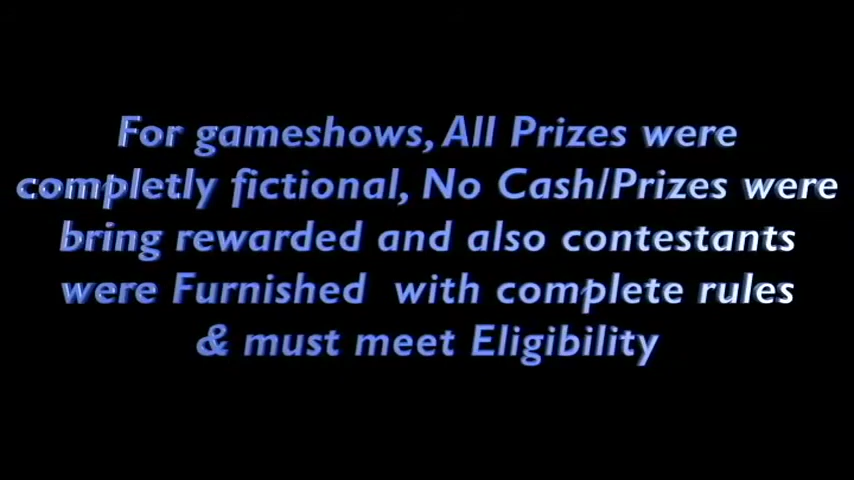 For gameshows, All Prizes were
completly fictional, No Cash/Prizes were
bring rewarded and also contestants
were Furnished with complete rules
& must meet Eligibility